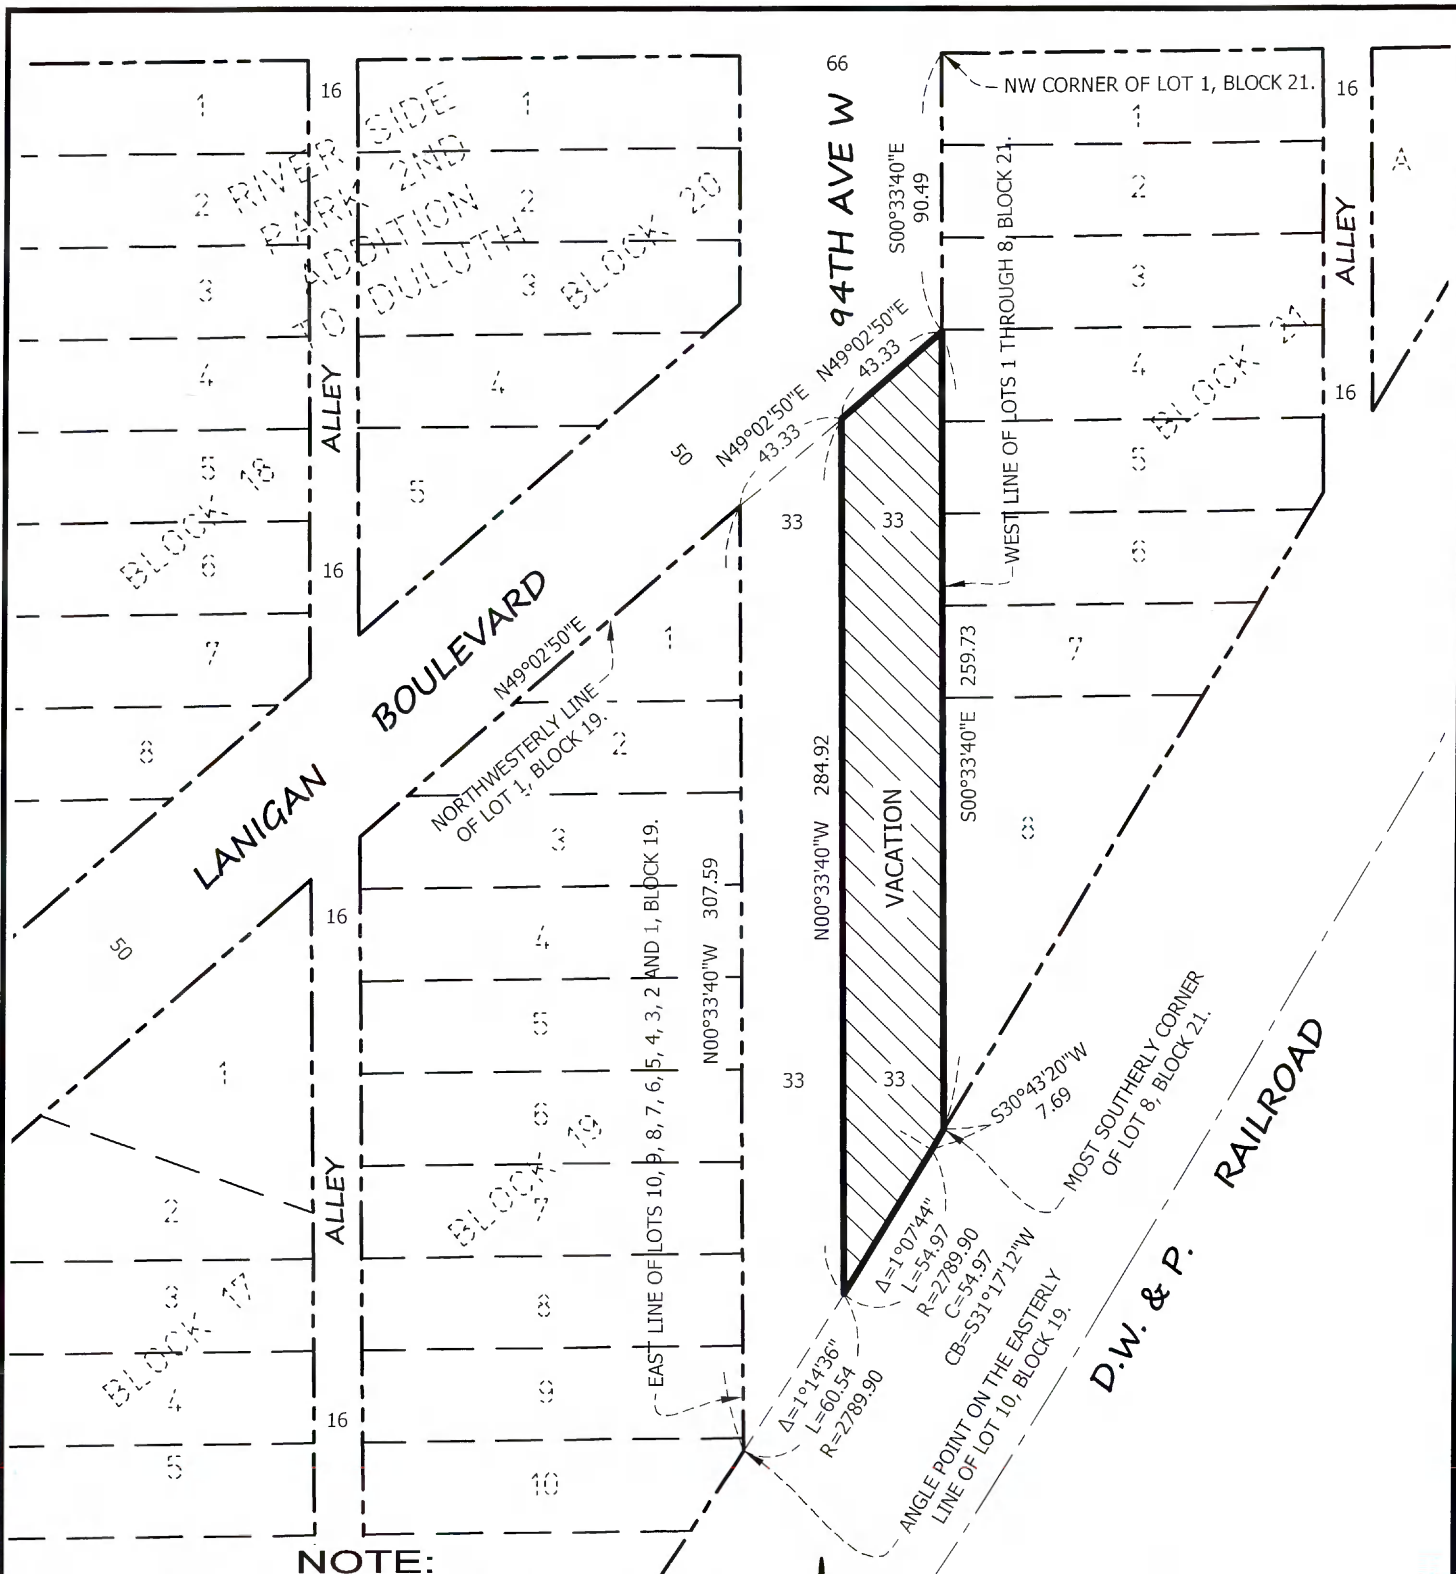 66
NW CORNER OF LOT 1, BLOCK 21.
16
16
16
1
1
1
RIVER SIDE
PARK 2ND
ADDITION
TO DULUTH
2
2
2
A
94TH AVE W
S00°33'40"E
90.49
WEST LINE OF LOTS 1 THROUGH 8, BLOCK 21.
BLOCK 20
ALLEY
3
3
3
4
4
4
ALLEY
N49°02'50"E
43.33
N49°02'50"E
43.33
BLOCK 21
16
50
5
5
5
BLOCK 18
33
33
6
6
16
7
1
7
LANIGAN BOULEVARD
N49°02'50"E
NORTHWESTERLY LINE
OF LOT 1, BLOCK 19.
259.73
S00°33'40"E
8
2
8
N00°33'40"W 284.92
VACATION
3
EAST LINE OF LOTS 10, 9, 8, 7, 6, 5, 4, 3, 2 AND 1, BLOCK 19.
N00°33'40"W 307.59
16
50
4
5
1
33
33
6
BLOCK 19
S30°43'20"W
7.69
MOST SOUTHERLY CORNER
OF LOT 8, BLOCK 21.
D.W. & P. RAILROAD
ALLEY
2
7
Δ=1°07'44"
L=54.97
R=2789.90
C=54.97
CB=S31°17'12"W
3
8
BLOCK 17
4
9
Δ=1°14'36"
L=60.54
R=2789.90
ANGLE POINT ON THE EASTERLY
LINE OF LOT 10, BLOCK 19.
16
5
10
NOTE: